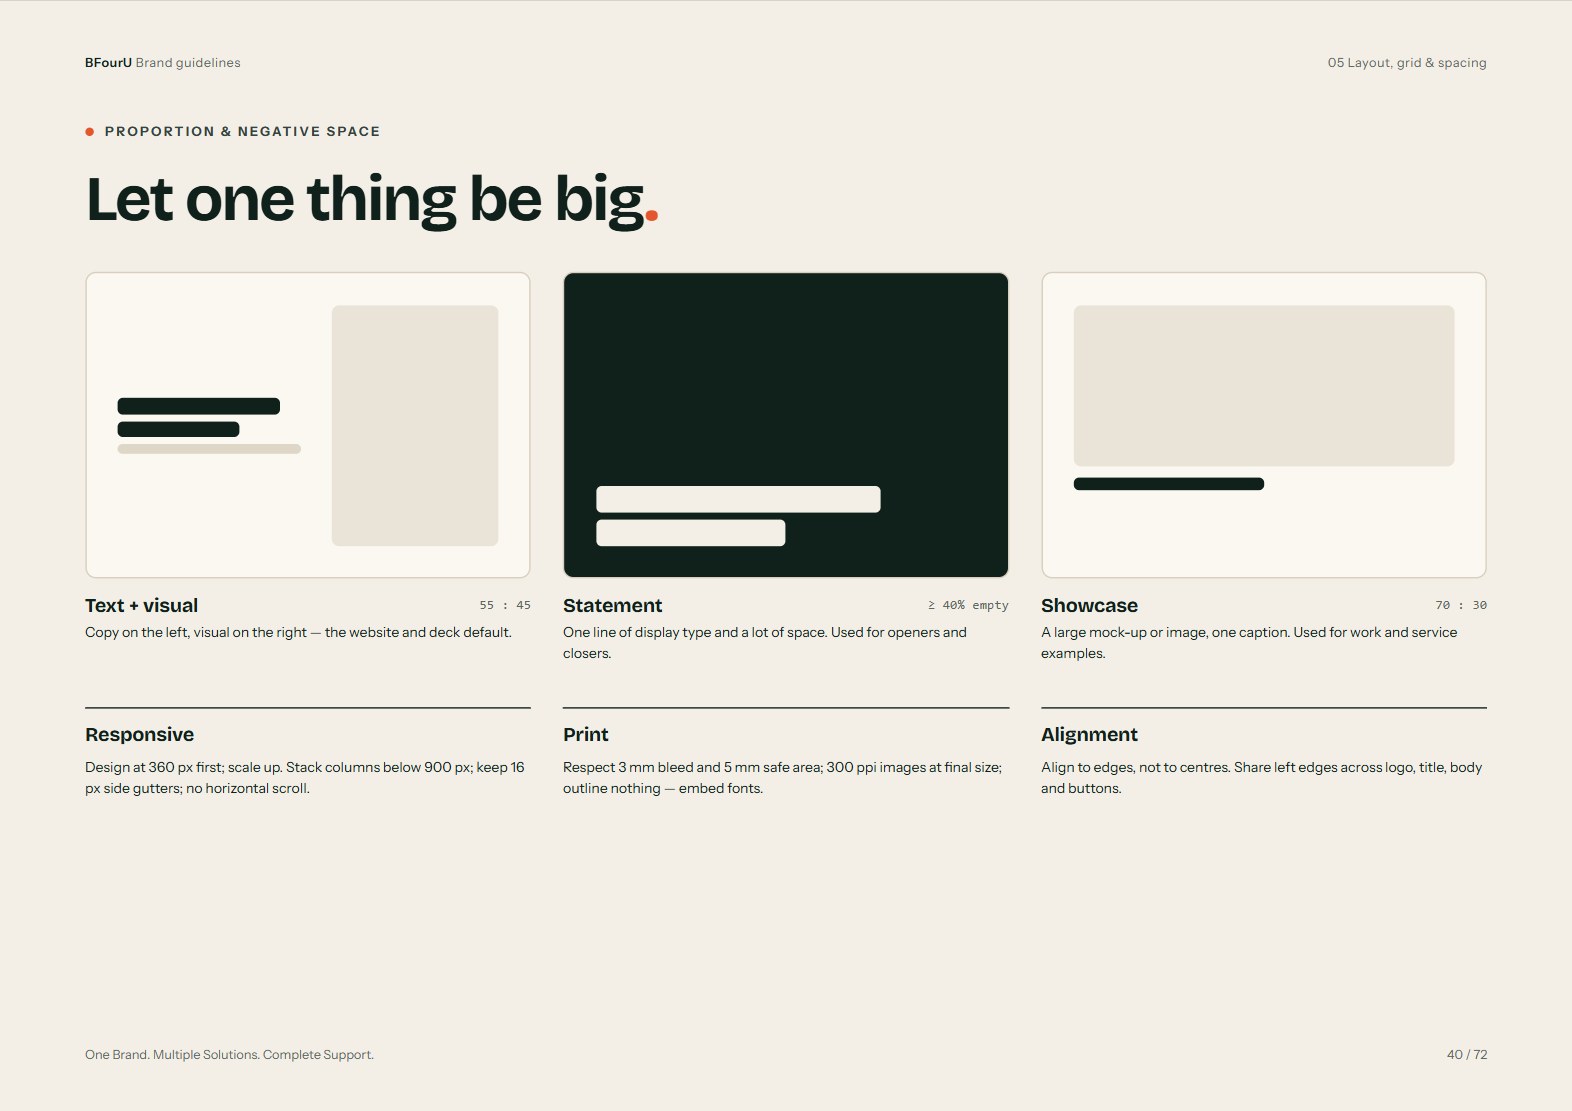 BFourU Brand guidelines
05 Layout, grid & spacing
PROPORTION & NEGATIVE SPACE
Let one thing be big.
Text + visual
55 : 45
Copy on the left, visual on the right — the website and deck default.
Statement
≥ 40% empty
One line of display type and a lot of space. Used for openers and
closers.
Showcase
70 : 30
A large mock-up or image, one caption. Used for work and service
examples.
Responsive
Design at 360 px first; scale up. Stack columns below 900 px; keep 16
px side gutters; no horizontal scroll.
Print
Respect 3 mm bleed and 5 mm safe area; 300 ppi images at final size;
outline nothing — embed fonts.
Alignment
Align to edges, not to centres. Share left edges across logo, title, body
and buttons.
One Brand. Multiple Solutions. Complete Support.
40 / 72